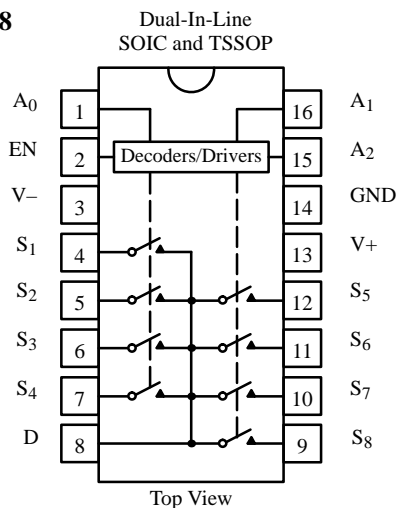 8
Dual-In-Line
SOIC and TSSOP
A0 1 16 A1
EN 2 Decoders/Drivers 15 A2
V– 3 14 GND
S1 4 13 V+
S2 5 12 S5
S3 6 11 S6
S4 7 10 S7
D 8 9 S8
Top View